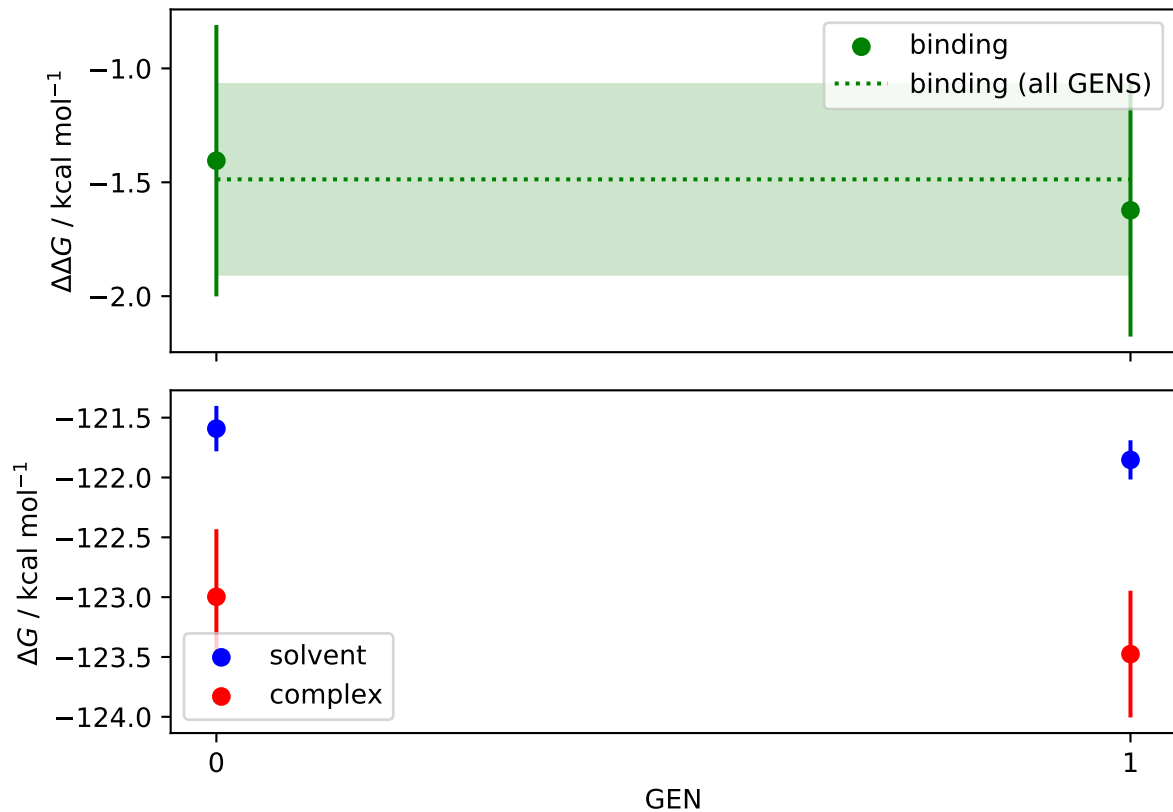 binding
binding (all GENS)
−1.0
−1.5
−2.0
ΔΔG / kcal mol⁻¹
−121.5
−122.0
−122.5
−123.0
−123.5
−124.0
ΔG / kcal mol⁻¹
solvent
complex
0 1
GEN